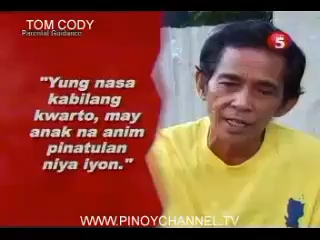 TOM CODY
Parental Guidance
5
"Yung nasa
kabilang
kwarto, may
anak na anim
pinatulan
niya iyon."
WWW.PINOYCHANNEL.TV